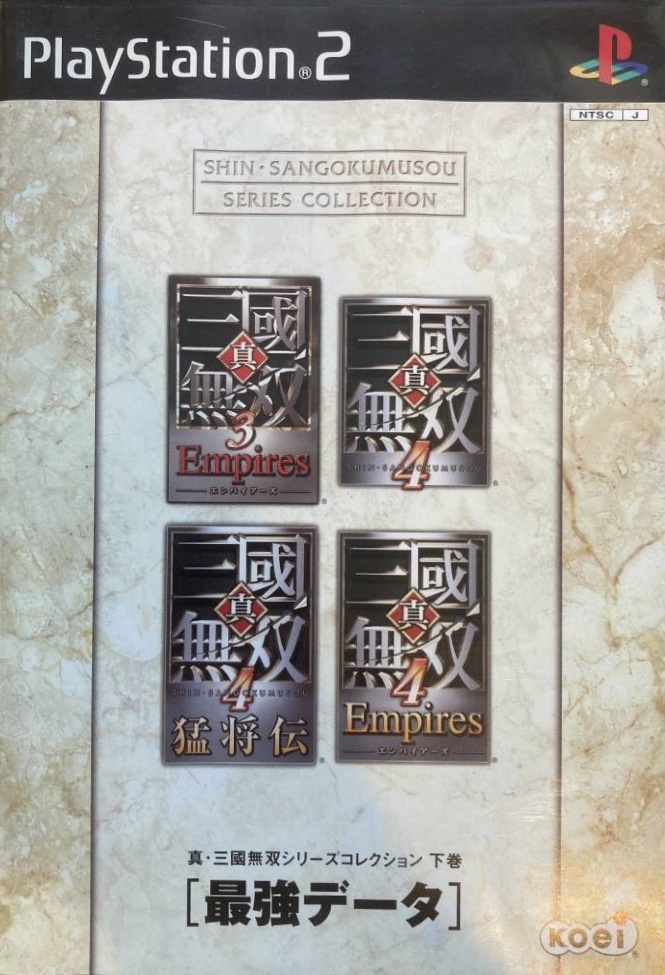 PlayStation®2
NTSC J
SHIN・SANGOKUMUSOU
SERIES COLLECTION
三國
真
無双
3
Empires
エンパイアーズ
三國
真
無双
SHIN・SANGOKUMUSOU
4
三國
真
無双
SHIN・SANGOKUMUSOU
4
猛将伝
三國
真
無双
4
Empires
エンパイアーズ
真・三國無双シリーズコレクション 下巻
[最強データ]
KOEI